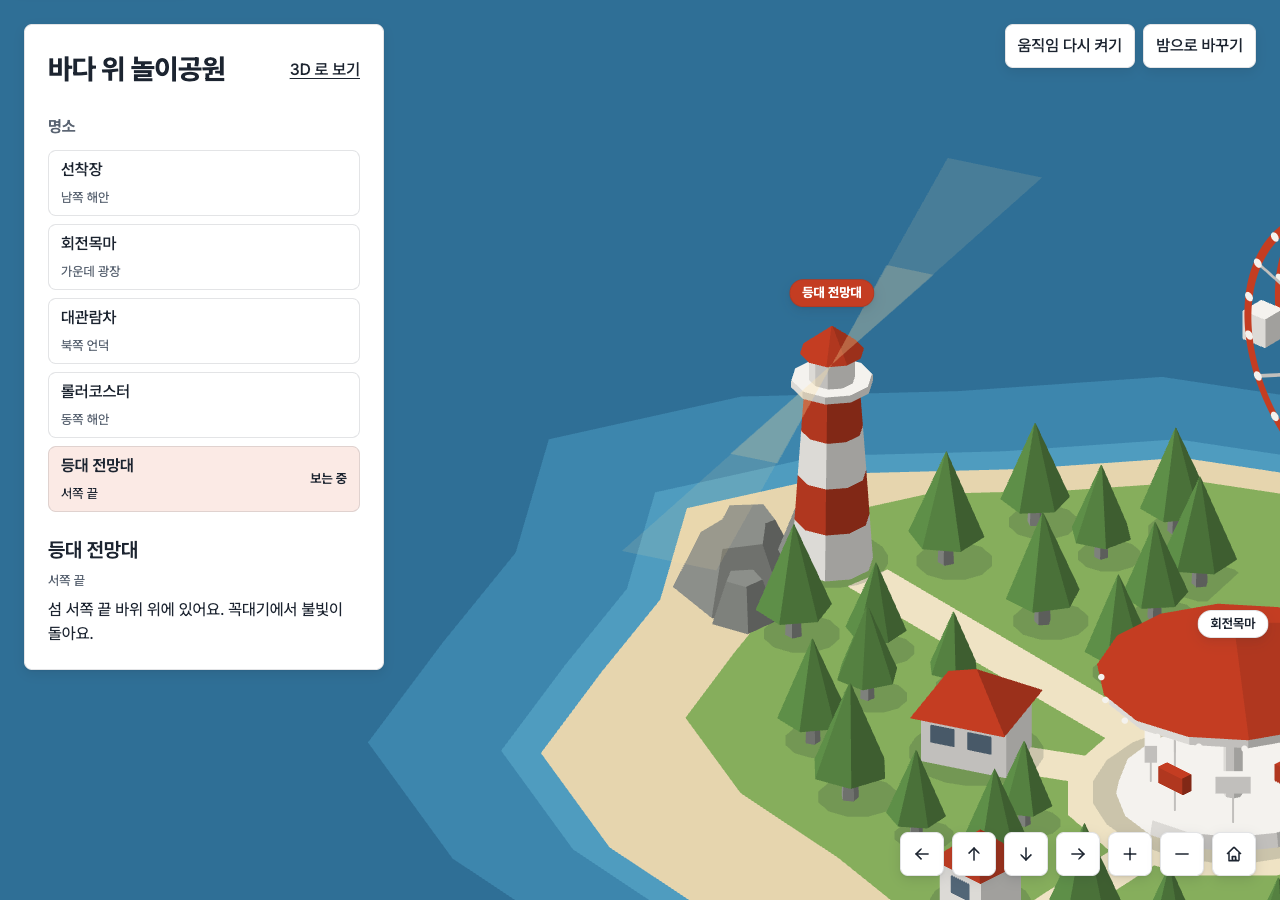 바다 위 놀이공원
3D 로 보기
움직임 다시 켜기
밤으로 바꾸기
명소
선착장
남쪽 해안
회전목마
가운데 광장
대관람차
북쪽 언덕
롤러코스터
동쪽 해안
등대 전망대
서쪽 끝
보는 중
등대 전망대
서쪽 끝
섬 서쪽 끝 바위 위에 있어요. 꼭대기에서 불빛이
돌아요.
등대 전망대
회전목마